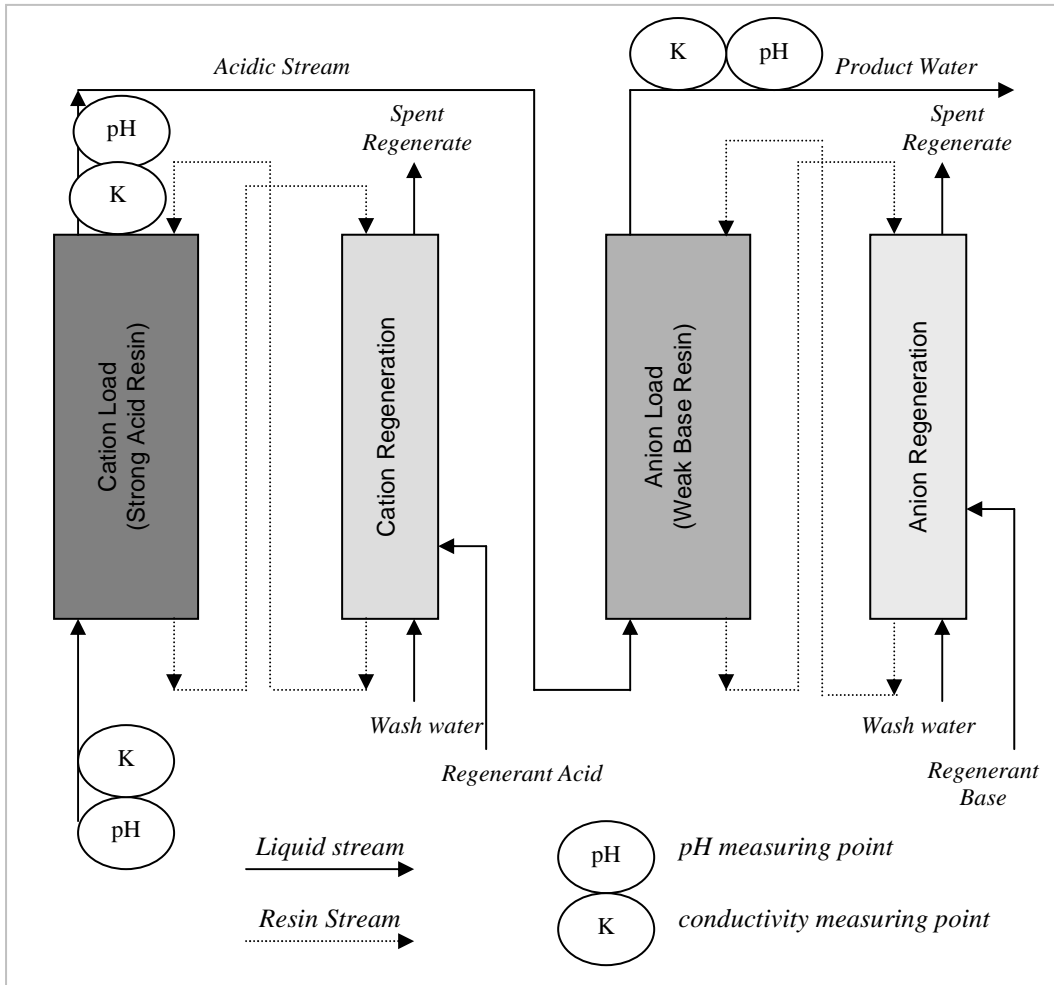 K
pH
Acidic Stream
Product Water
pH
K
Spent
Regenerate
Spent
Regenerate
Cation Load
(Strong Acid Resin)
Cation Regeneration
Anion Load
(Weak Base Resin)
Anion Regeneration
Wash water
Wash water
Regenerant Acid
Regenerant
Base
K
pH
Liquid stream
pH
pH measuring point
Resin Stream
K
conductivity measuring point